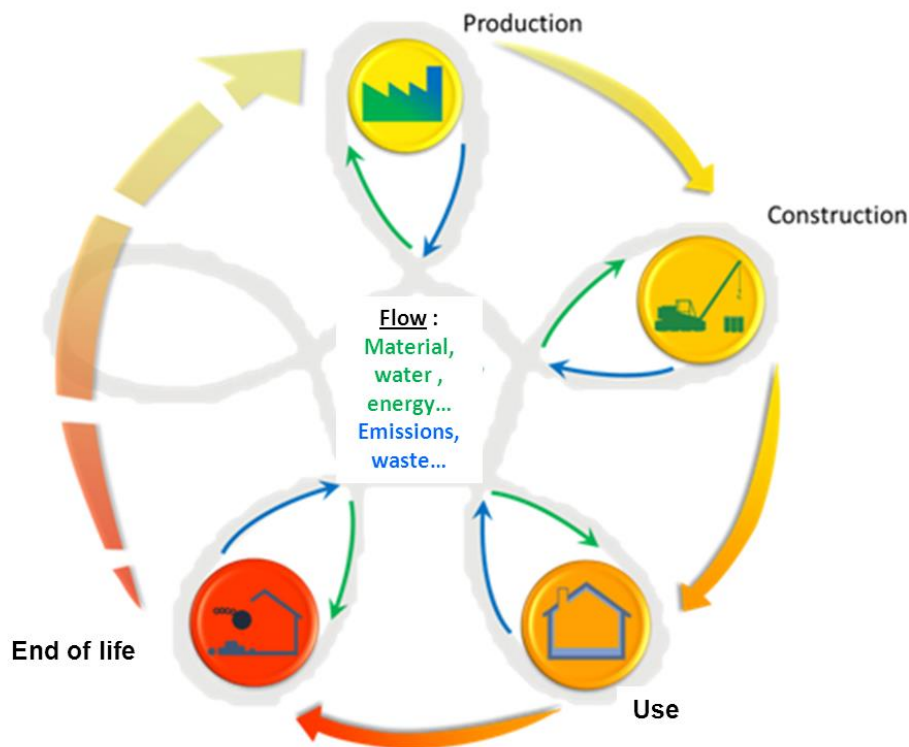 Production
Construction
Flow :
Material,
water ,
energy...
Emissions,
waste...
End of life
Use